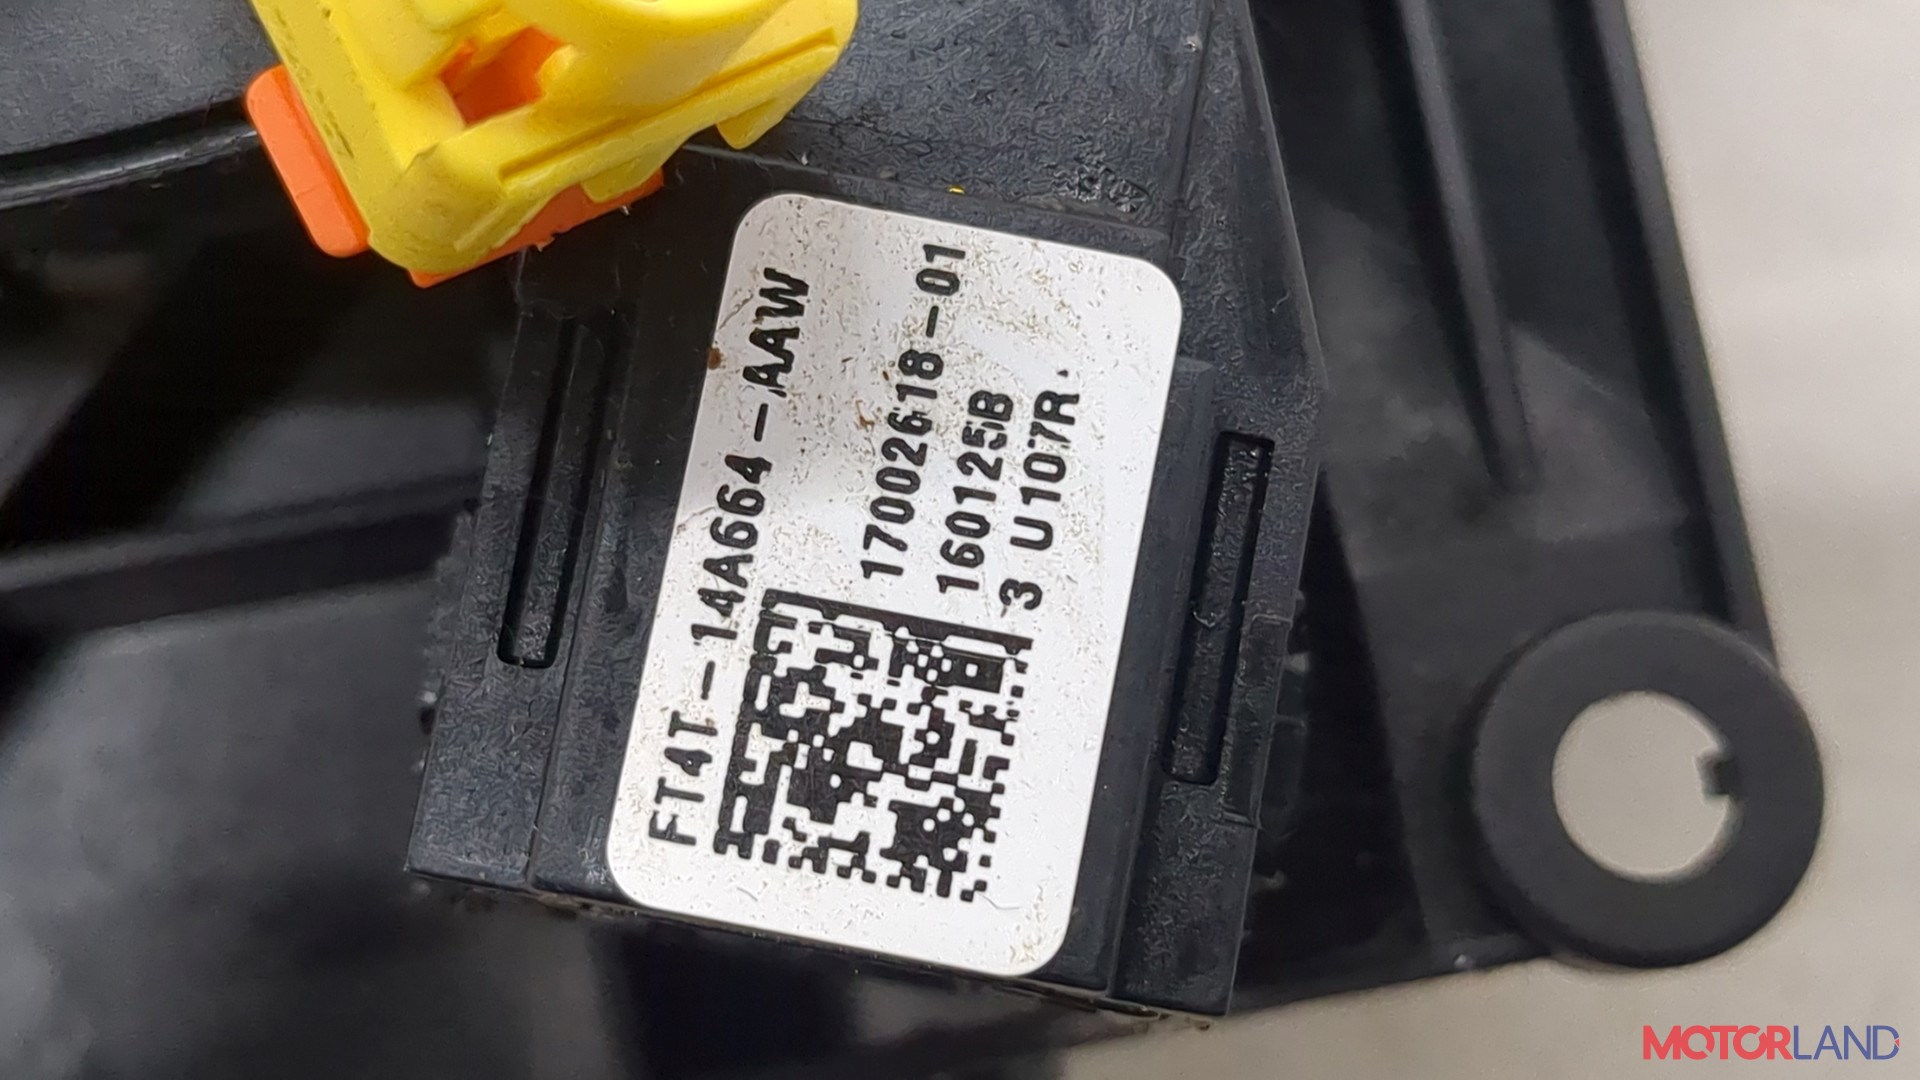 FT4T-14A664-AAW
17002618-01
160125B
3 U107R
MOTORLAND